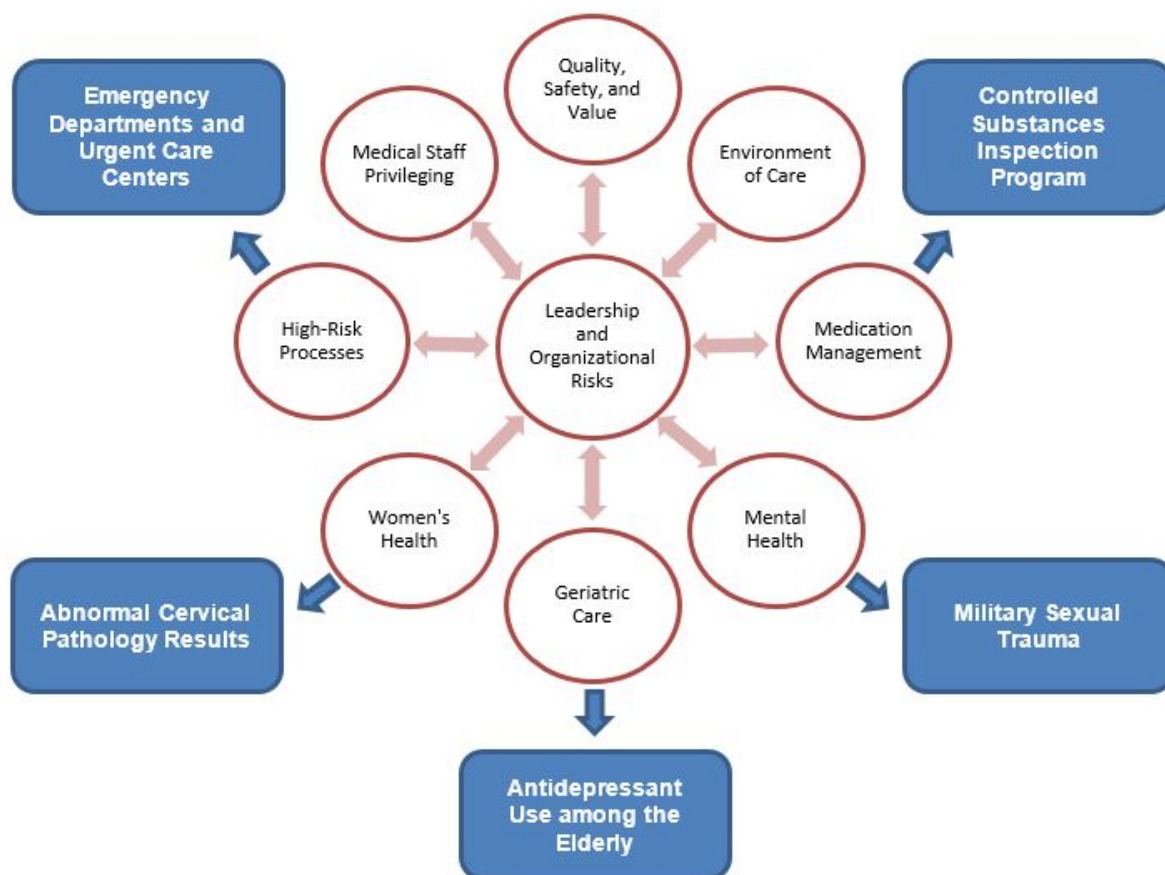 Quality,
Safety, and
Value
Emergency
Departments and
Urgent Care
Centers
Controlled
Substances
Inspection
Program
Medical Staff
Privileging
Environment
of Care
High-Risk
Processes
Leadership
and
Organizational
Risks
Medication
Management
Women's
Health
Mental
Health
Geriatric
Care
Abnormal Cervical
Pathology Results
Military Sexual
Trauma
Antidepressant
Use among the
Elderly